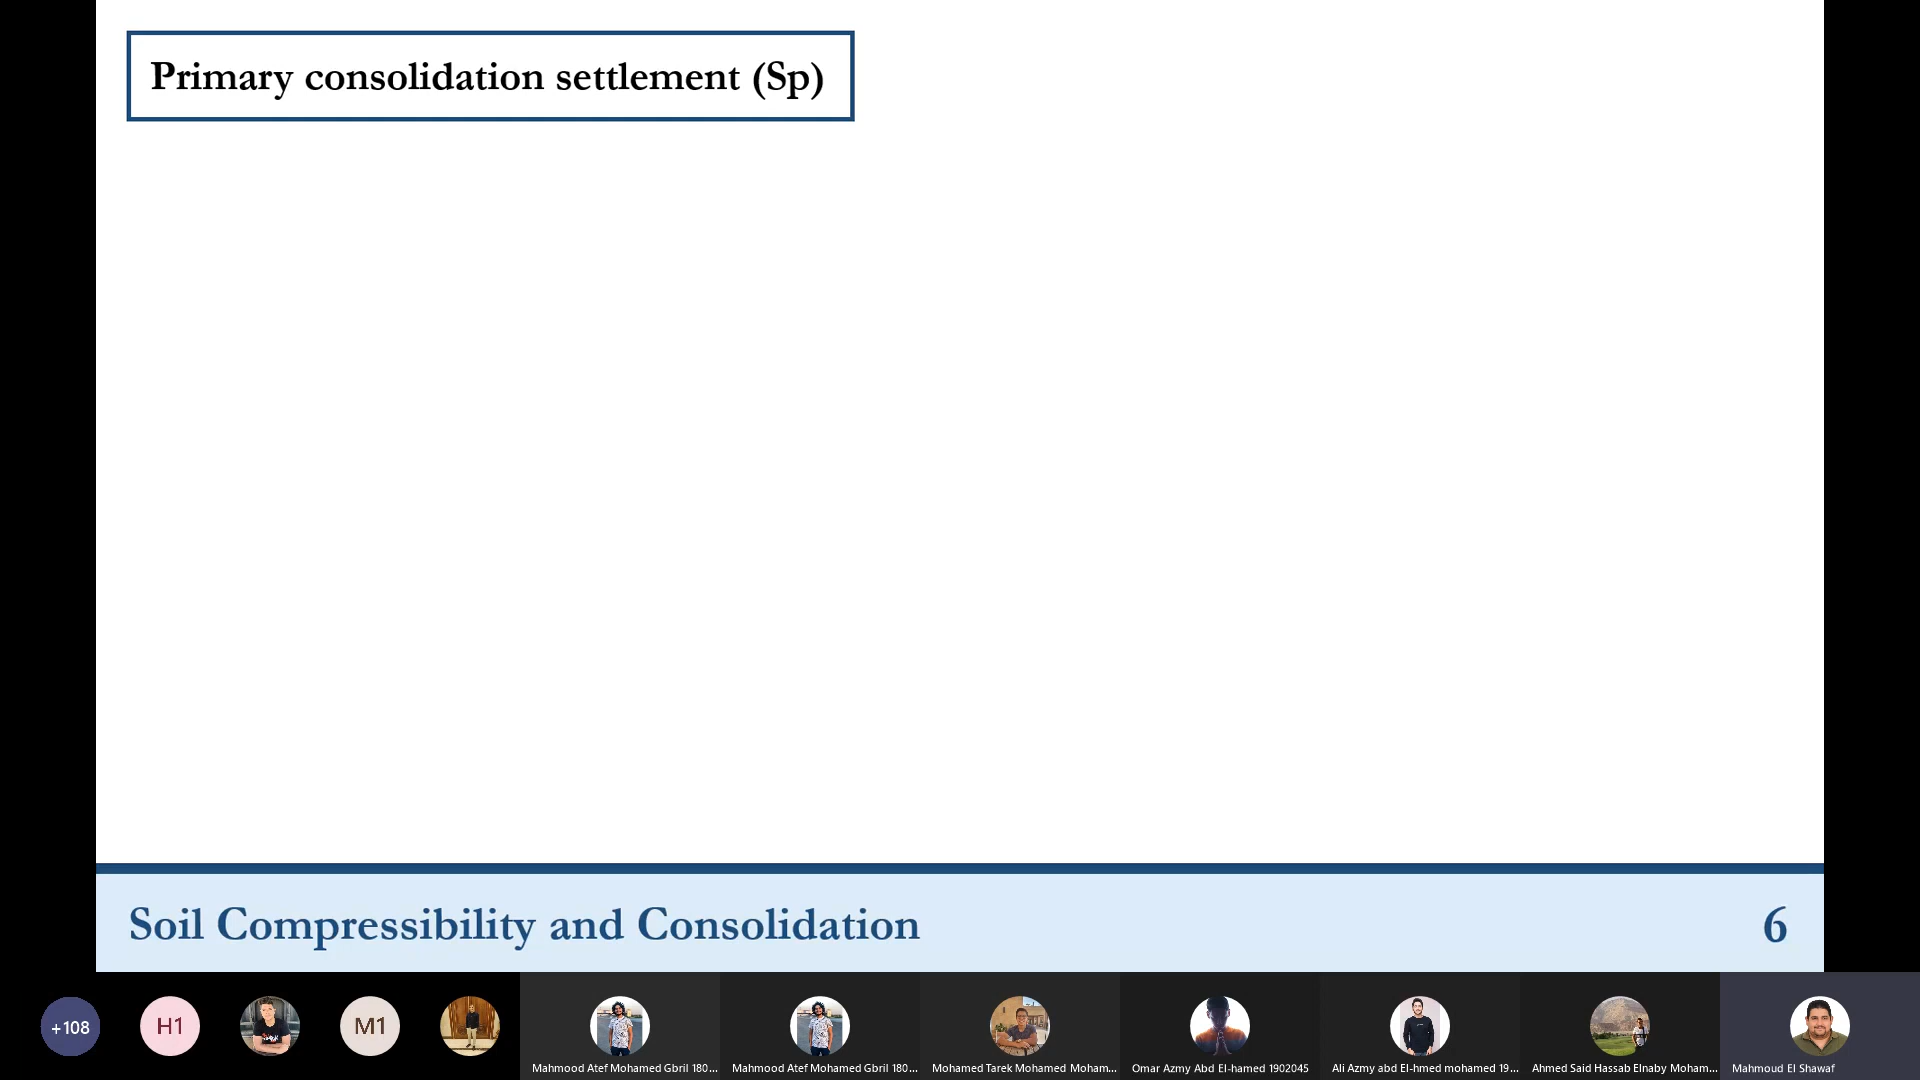 Primary consolidation settlement (Sp)
Soil Compressibility and Consolidation
6
+108
H1
M1
Mahmood Atef Mohamed Gbril 180...
Mahmood Atef Mohamed Gbril 180...
Mohamed Tarek Mohamed Moham...
Omar Azmy Abd El-hamed 1902045
Ali Azmy abd El-hmed mohamed 19...
Ahmed Said Hassab Elnaby Moham...
Mahmoud El Shawaf